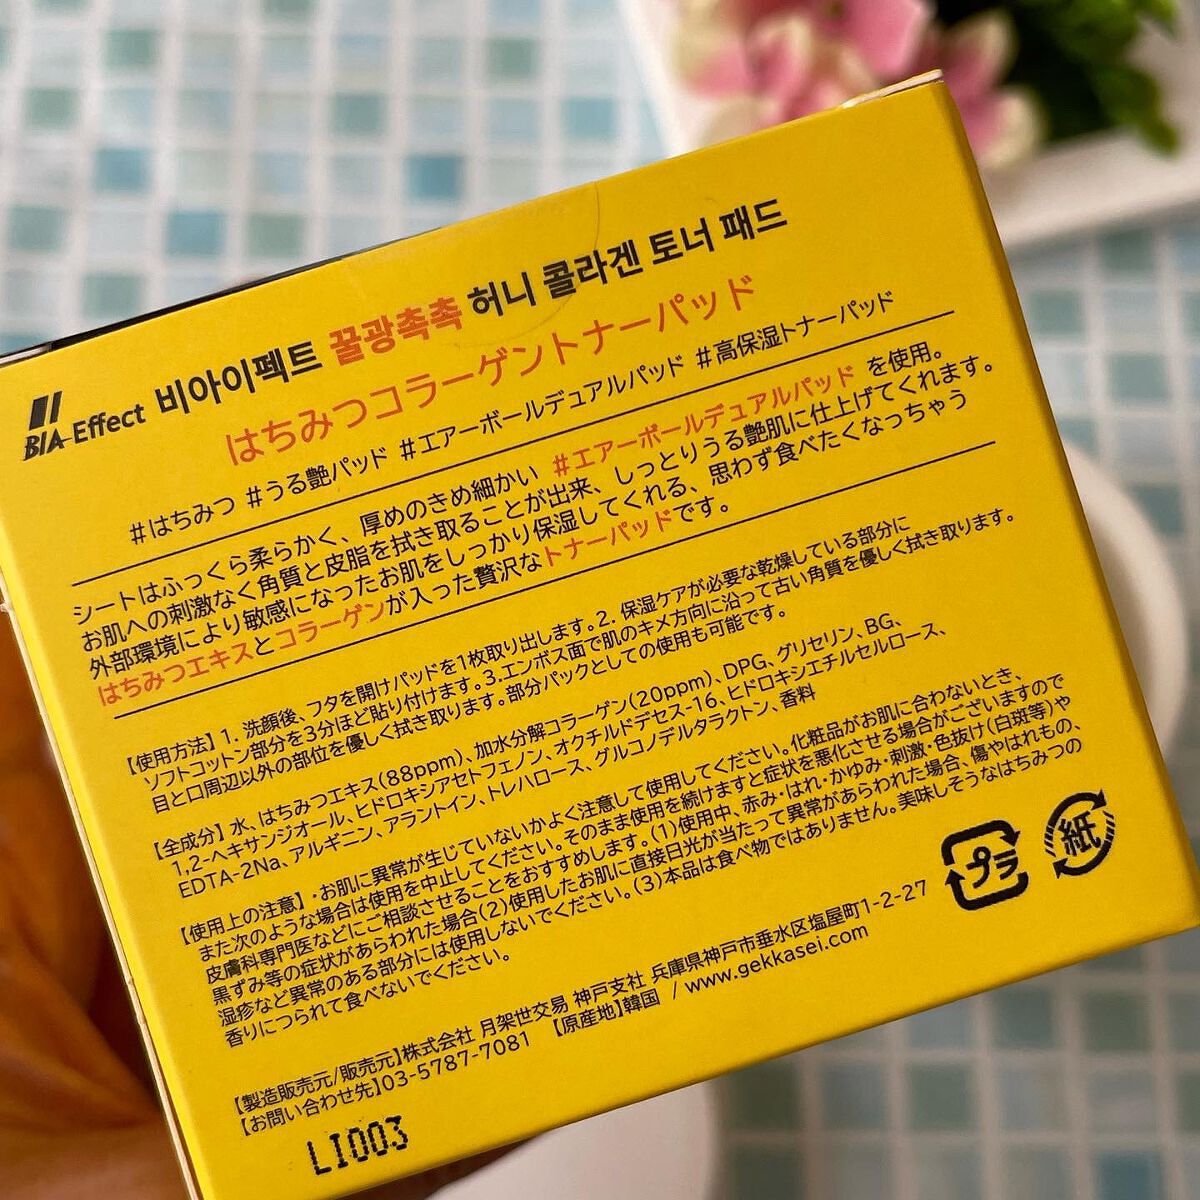 BIA-Effect 비아이펙트 꿀광촉촉 허니 콜라겐 토너 패드
はちみつコラーゲントナーパッド
#はちみつ #うる艶パッド #エアーボールデュアルパッド #高保湿トナーパッド
シートはふっくら柔らかく、厚めのきめ細かい #エアーボールデュアルパッド を使用。
お肌への刺激なく角質と皮脂を拭き取ることが出来、しっとりうる艶肌に仕上げてくれます。
外部環境により敏感になったお肌をしっかり保湿してくれる、思わず食べたくなっちゃう
はちみつエキスとコラーゲンが入った贅沢なトナーパッドです。
【使用方法】1. 洗顔後、フタを開けパッドを1枚取り出します。2. 保湿ケアが必要な乾燥している部分に
ソフトコットン部分を3分ほど貼り付けます。3.エンボス面で肌のキメ方向に沿って古い角質を優しく拭き取ります。
目と口周辺以外の部位を優しく拭き取ります。部分パックとしての使用も可能です。
【全成分】水、はちみつエキス(88ppm)、加水分解コラーゲン(20ppm)、DPG、グリセリン、BG、
1,2-ヘキサンジオール、ヒドロキシアセトフェノン、オクチルドデセス-16、ヒドロキシエチルセルロース、
EDTA-2Na、アルギニン、アラントイン、トレハロース、グルコノデルタラクトン、香料
【使用上の注意】・お肌に異常が生じていないかよく注意して使用してください。化粧品がお肌に合わないとき、
また次のような場合は使用を中止してください。そのまま使用を続けますと症状を悪化させる場合がございますので
皮膚科専門医などにご相談させることをおすすめします。(1)使用中、赤み・はれ・かゆみ・刺激・色抜け(白斑等)や
黒ずみ等の症状があらわれた場合(2)使用したお肌に直接日光が当たって異常があらわれた場合、傷やはれもの、
湿疹など異常のある部分には使用しないでください。(3)本品は食べ物ではありません。美味しそうなはちみつの
香りにつられて食べないでください。
【製造販売元/販売元】株式会社 月架世交易 神戸支社 兵庫県神戸市垂水区塩屋町1-2-27
【お問い合わせ先】03-5787-7081 【原産地】韓国 / www.gekkasei.com
プラ
紙
LI003